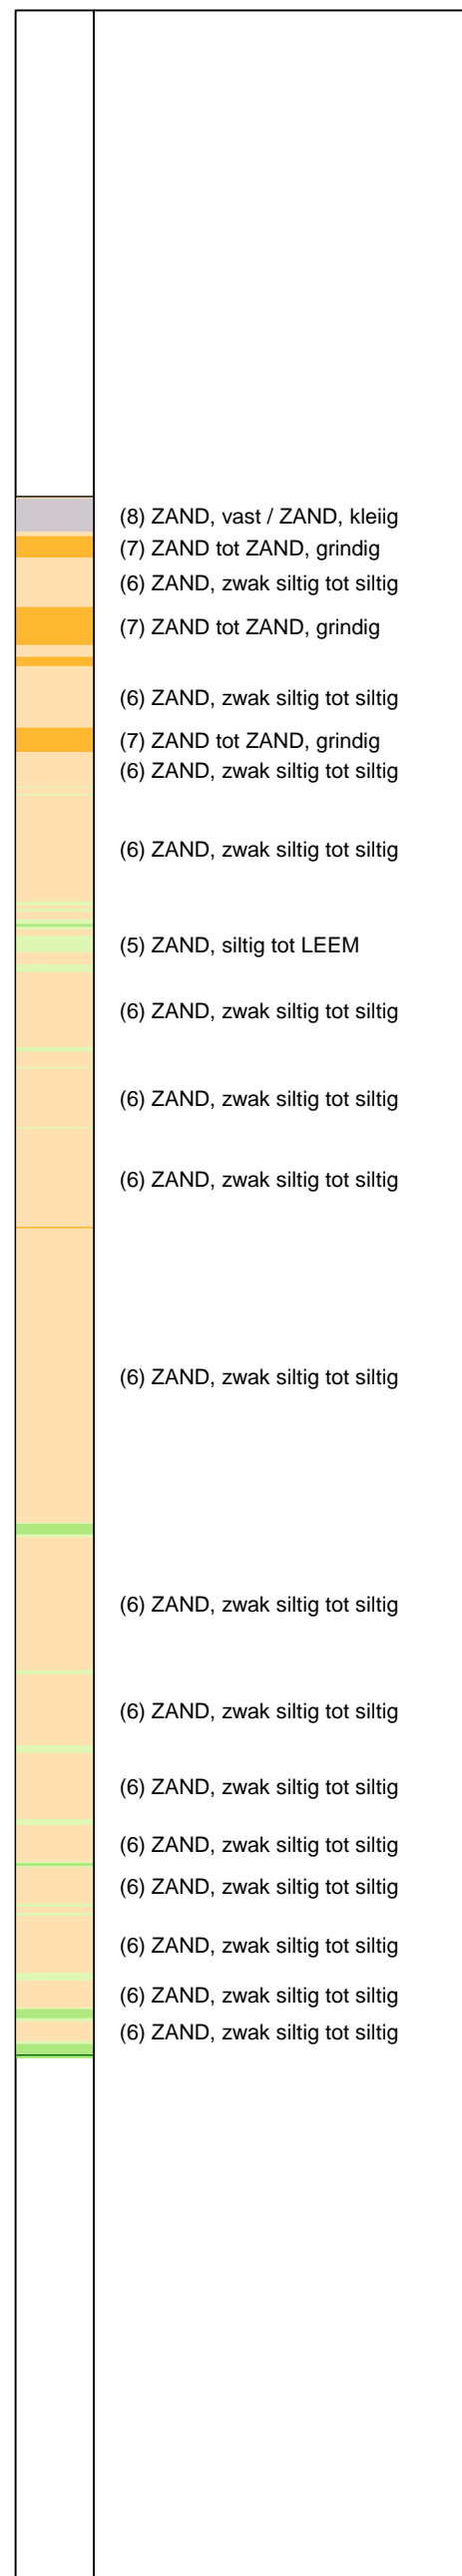 (8) ZAND, vast / ZAND, kleiig
(7) ZAND tot ZAND, grindig
(6) ZAND, zwak siltig tot siltig
(7) ZAND tot ZAND, grindig
(6) ZAND, zwak siltig tot siltig
(7) ZAND tot ZAND, grindig
(6) ZAND, zwak siltig tot siltig
(6) ZAND, zwak siltig tot siltig
(5) ZAND, siltig tot LEEM
(6) ZAND, zwak siltig tot siltig
(6) ZAND, zwak siltig tot siltig
(6) ZAND, zwak siltig tot siltig
(6) ZAND, zwak siltig tot siltig
(6) ZAND, zwak siltig tot siltig
(6) ZAND, zwak siltig tot siltig
(6) ZAND, zwak siltig tot siltig
(6) ZAND, zwak siltig tot siltig
(6) ZAND, zwak siltig tot siltig
(6) ZAND, zwak siltig tot siltig
(6) ZAND, zwak siltig tot siltig
(6) ZAND, zwak siltig tot siltig